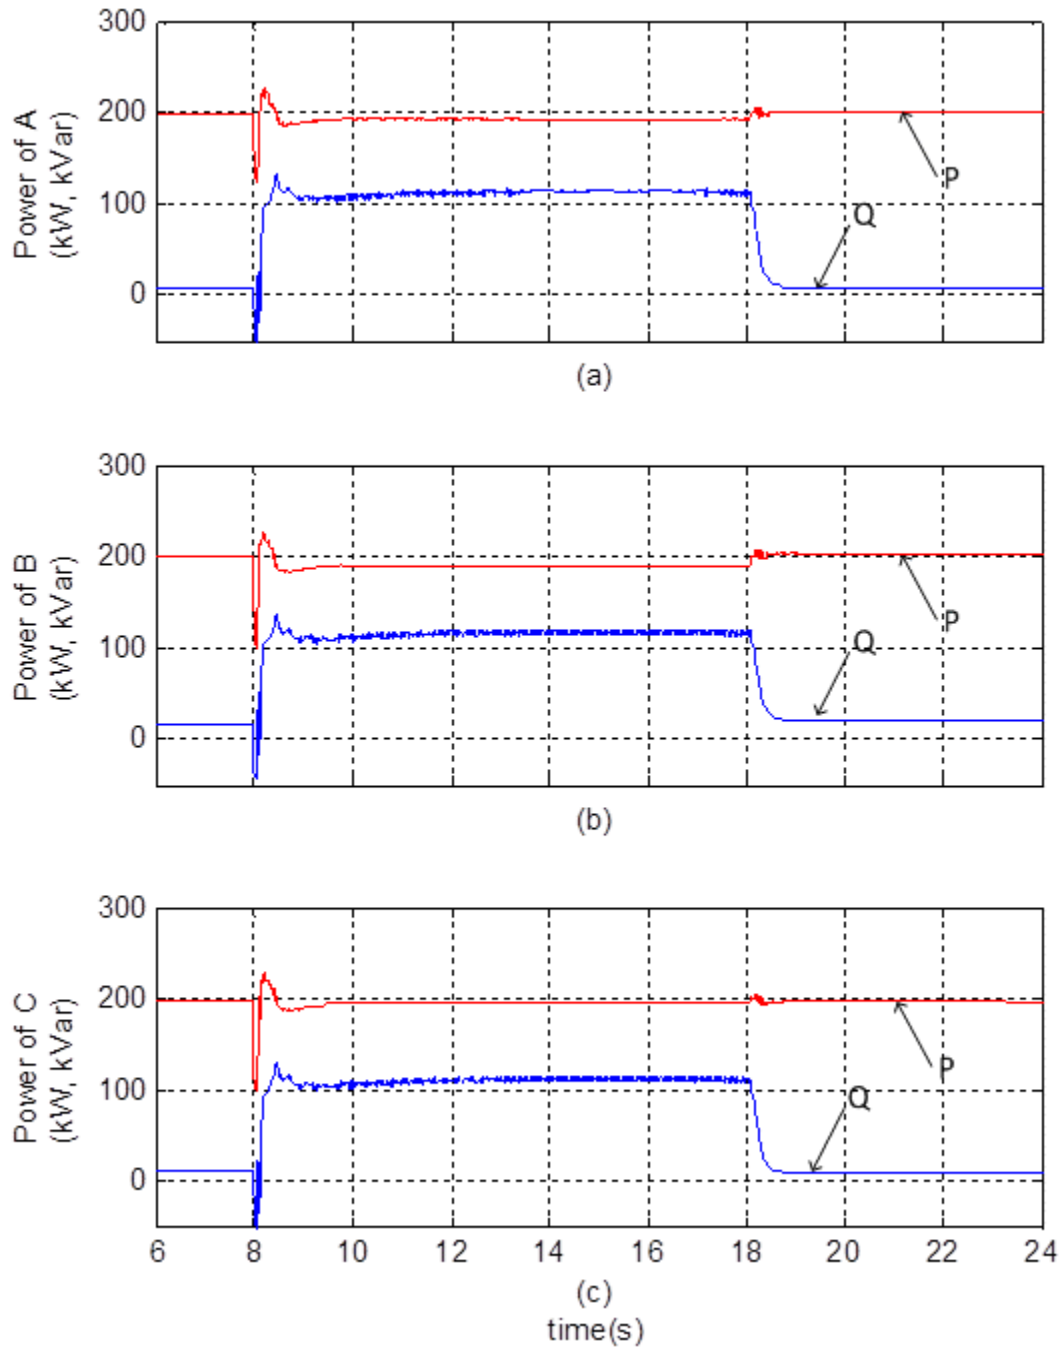 300
200
100
0
Power of A
(kW, kVar)
P
Q
(a)
300
200
100
0
Power of B
(kW, kVar)
P
Q
(b)
300
200
100
0
Power of C
(kW, kVar)
P
Q
6 8 10 12 14 16 18 20 22 24
(c)
time(s)